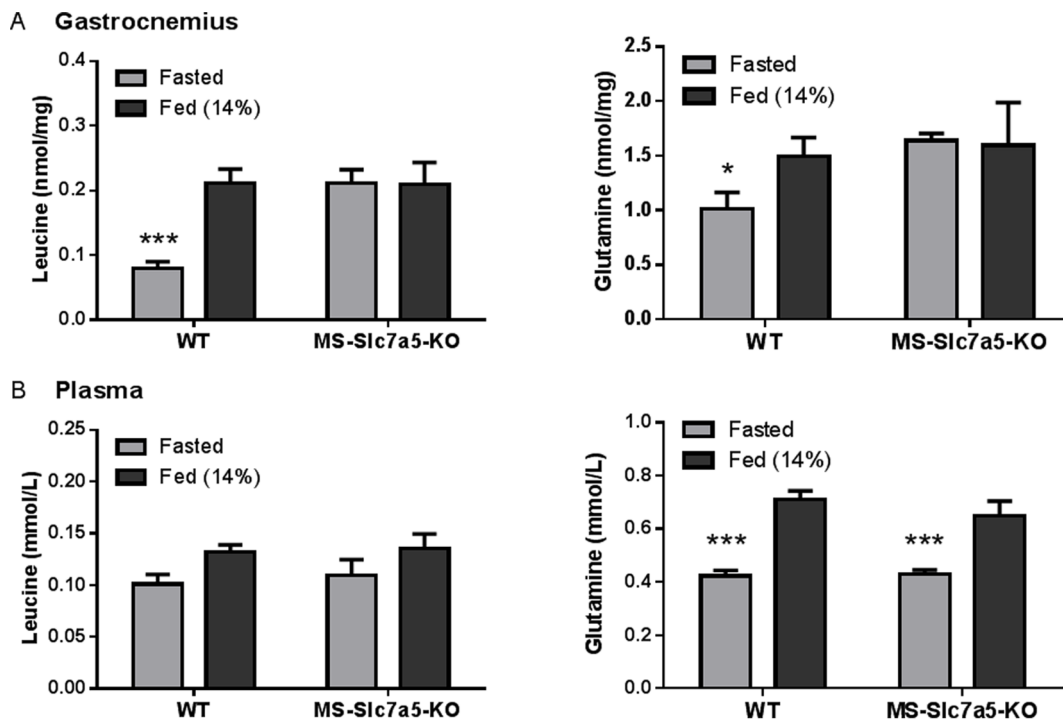 A Gastrocnemius
Leucine (nmol/mg)
0.4
0.3
0.2
0.1
0.0
Fasted
Fed (14%)
***
WT
MS-Slc7a5-KO
Glutamine (nmol/mg)
2.5
2.0
1.5
1.0
1.5
0.0
Fasted
Fed (14%)
*
WT
MS-Slc7a5-KO
B Plasma
Leucine (mmol/L)
0.25
0.20
0.15
0.10
0.05
0.00
Fasted
Fed (14%)
WT
MS-Slc7a5-KO
Glutamine (mmol/L)
1.0
0.8
0.6
0.4
0.2
0.0
Fasted
Fed (14%)
***
***
WT
MS-Slc7a5-KO